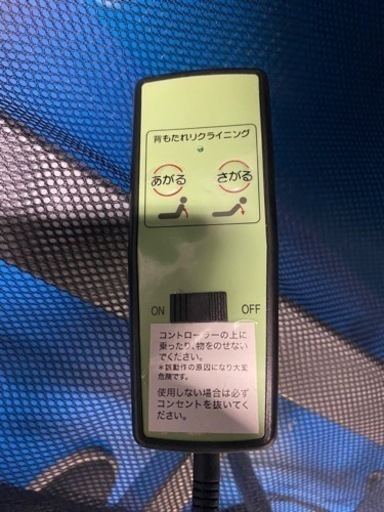 背もたれリクライニング
あがる さがる
ON OFF
コントローラーの上に
乗ったり、物をのせない
でください。
＊誤動作の原因になり大変
危険です。
使用しない場合は必ず
コンセントを抜いてく
ださい。